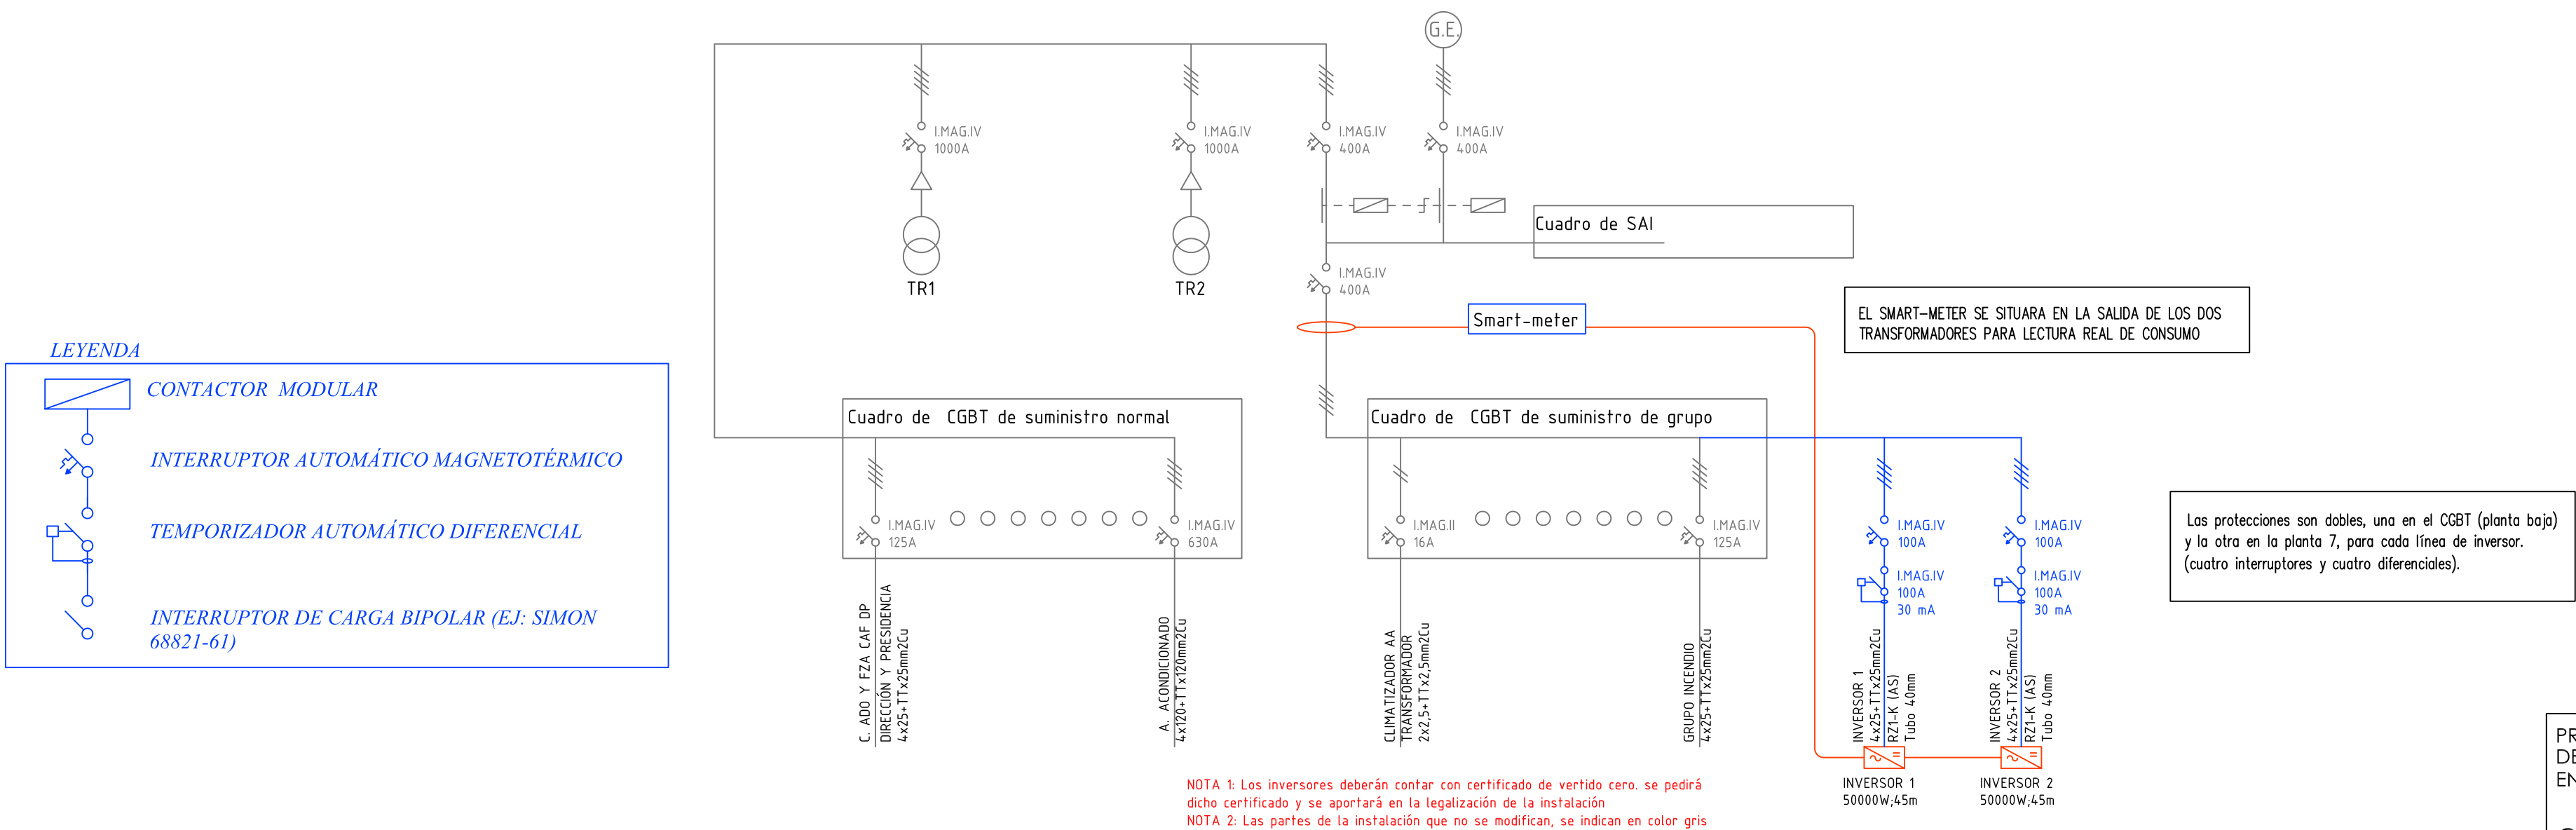 G.E.
I.MAG.IV
1000A
I.MAG.IV
1000A
I.MAG.IV
400A
I.MAG.IV
400A
Cuadro de SAI
TR1
TR2
I.MAG.IV
400A
Smart-meter
EL SMART-METER SE SITUARA EN LA SALIDA DE LOS DOS
TRANSFORMADORES PARA LECTURA REAL DE CONSUMO
LEYENDA
CONTACTOR MODULAR
INTERRUPTOR AUTOMÁTICO MAGNETOTÉRMICO
TEMPORIZADOR AUTOMÁTICO DIFERENCIAL
INTERRUPTOR DE CARGA BIPOLAR (EJ: SIMON
68821-61)
Cuadro de CGBT de suministro normal
I.MAG.IV
125A
I.MAG.IV
630A
C. ADO Y FZA CAF DP
DIRECCIÓN Y PRESIDENCIA
4x25+TTx25mm2Cu
A. ACONDICIONADO
4x120+TTx120mm2Cu
Cuadro de CGBT de suministro de grupo
I.MAG.II
16A
I.MAG.IV
125A
CLIMATIZADOR AA
TRANSFORMADOR
2x2,5+TTx2,5mm2Cu
GRUPO INCENDIO
4x25+TTx25mm2Cu
I.MAG.IV
100A
I.MAG.IV
100A
30 mA
I.MAG.IV
100A
I.MAG.IV
100A
30 mA
INVERSOR 1
4x25+TTx25mm2Cu
RZ1-K (AS)
Tubo 40mm
INVERSOR 2
4x25+TTx25mm2Cu
RZ1-K (AS)
Tubo 40mm
INVERSOR 1
50000W;45m
INVERSOR 2
50000W;45m
Las protecciones son dobles, una en el CGBT (planta baja)
y la otra en la planta 7, para cada línea de inversor.
(cuatro interruptores y cuatro diferenciales).
NOTA 1: Los inversores deberán contar con certificado de vertido cero. se pedirá
dicho certificado y se aportará en la legalización de la instalación
NOTA 2: Las partes de la instalación que no se modifican, se indican en color gris
PR
DE
EN